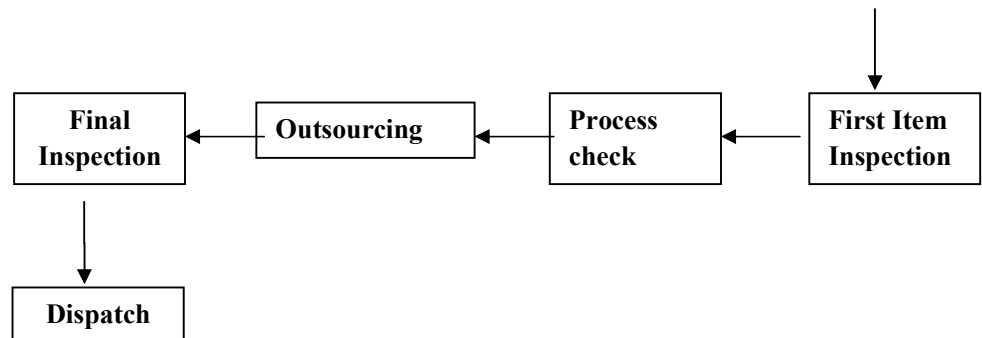 Final
Inspection
Outsourcing
Process
check
First Item
Inspection
Dispatch